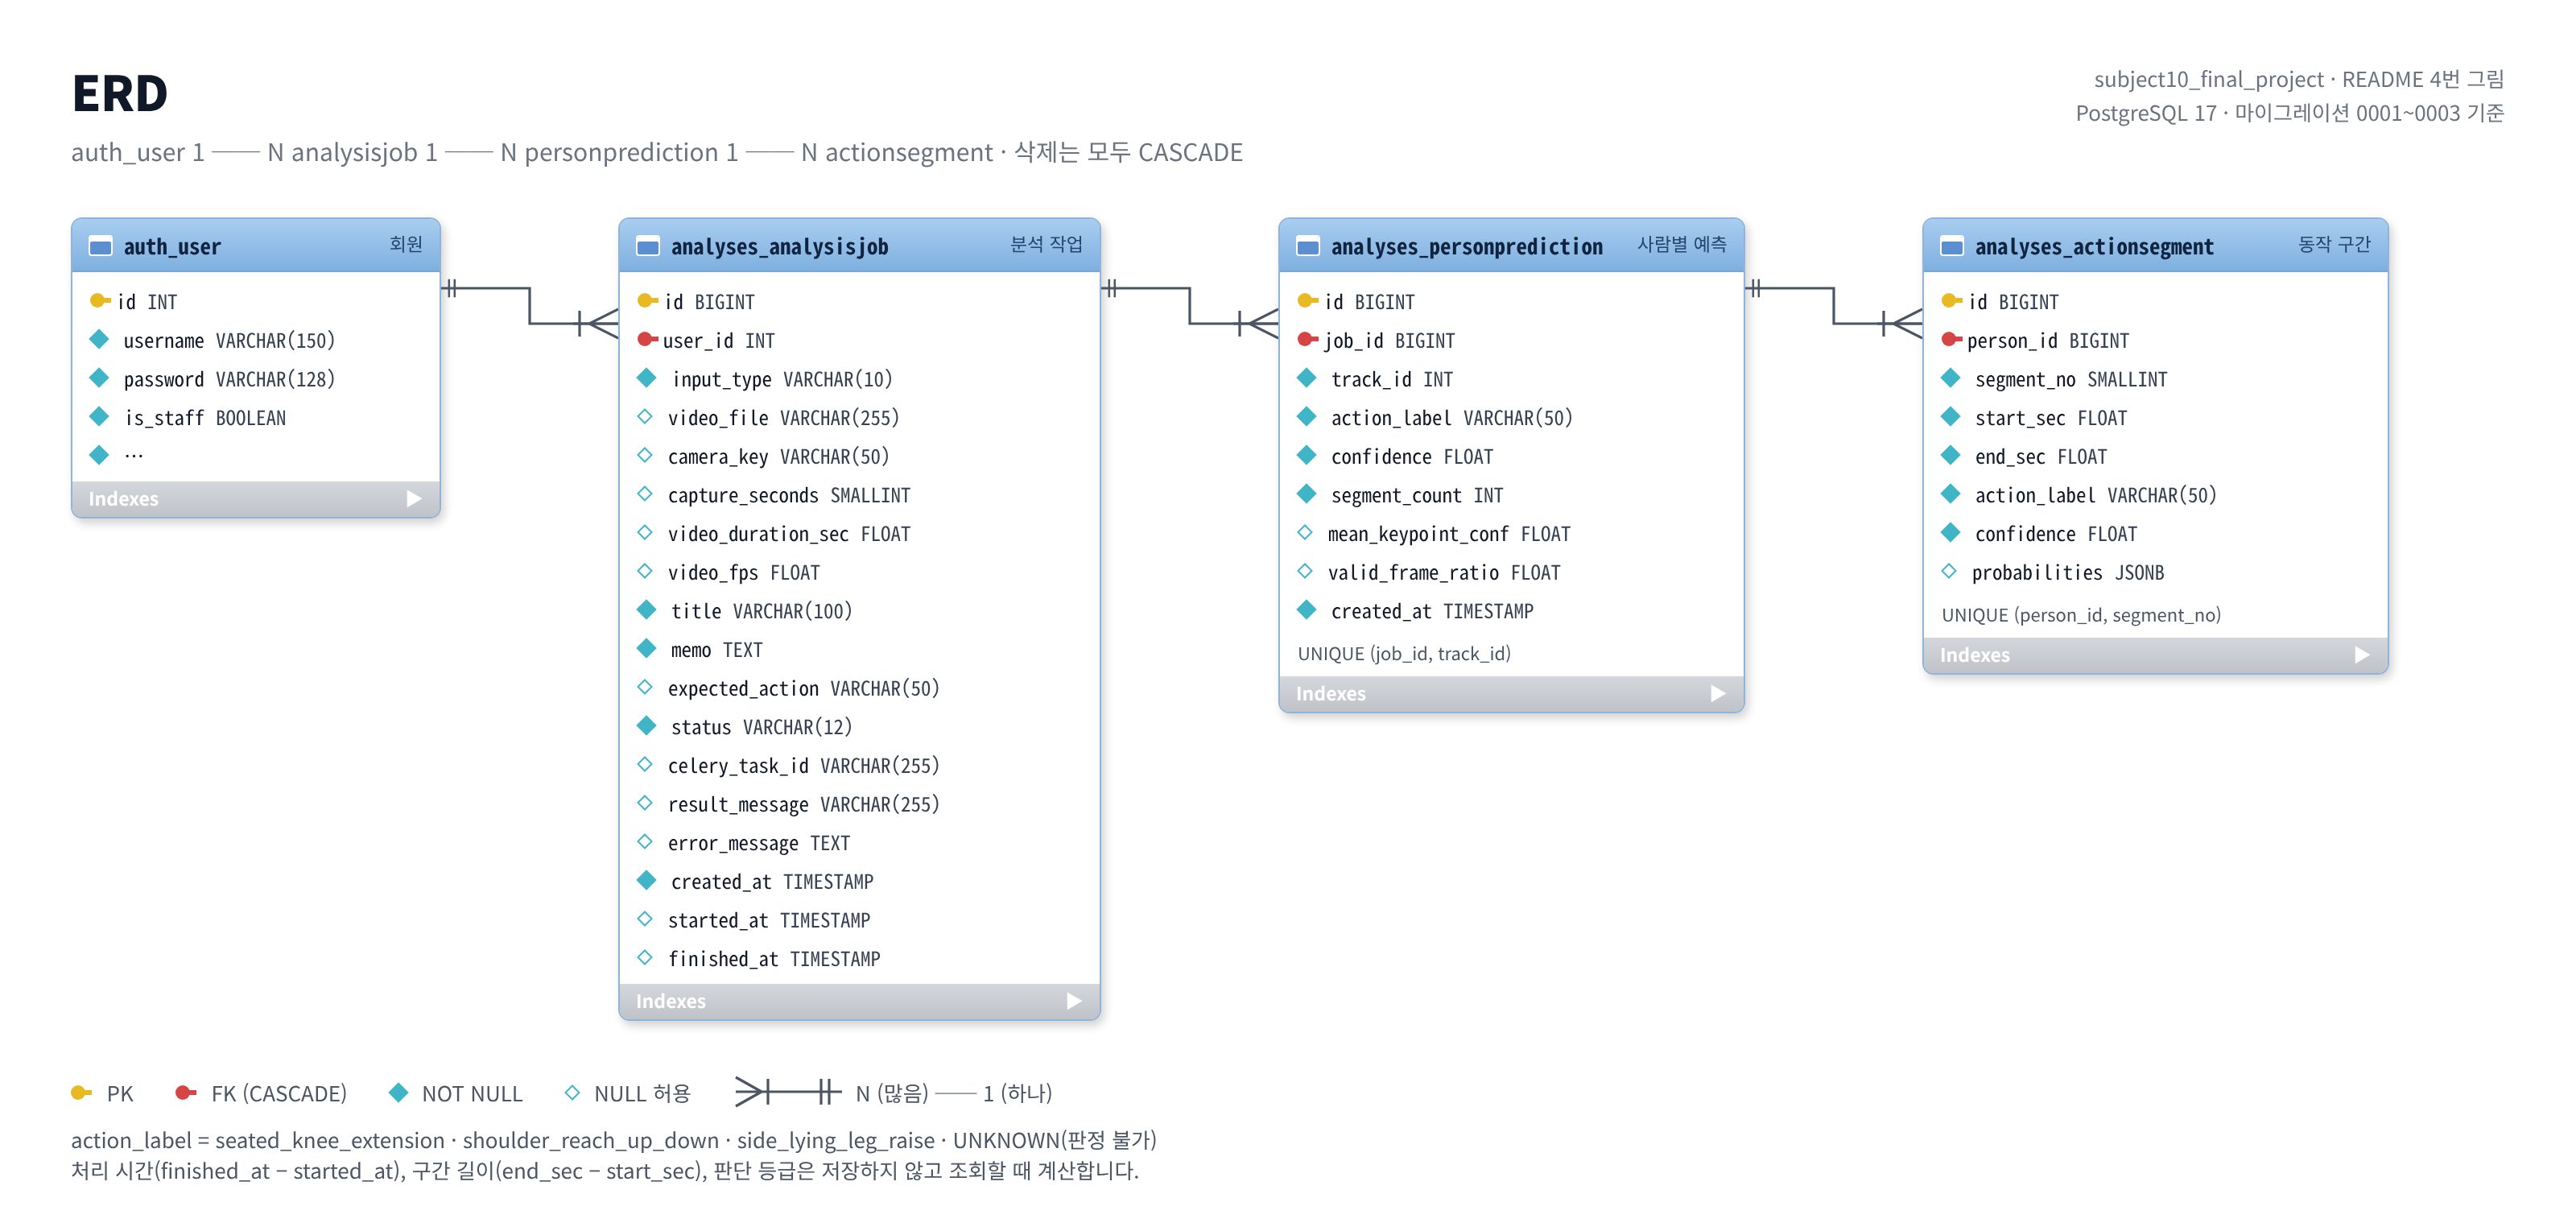 ERD
subject10_final_project · README 4번 그림
PostgreSQL 17 · 마이그레이션 0001~0003 기준
auth_user 1 —— N analysisjob 1 —— N personprediction 1 —— N actionsegment · 삭제는 모두 CASCADE
auth_user 회원
id INT
username VARCHAR(150)
password VARCHAR(128)
is_staff BOOLEAN
…
Indexes
analyses_analysisjob 분석 작업
id BIGINT
user_id INT
input_type VARCHAR(10)
video_file VARCHAR(255)
camera_key VARCHAR(50)
capture_seconds SMALLINT
video_duration_sec FLOAT
video_fps FLOAT
title VARCHAR(100)
memo TEXT
expected_action VARCHAR(50)
status VARCHAR(12)
celery_task_id VARCHAR(255)
result_message VARCHAR(255)
error_message TEXT
created_at TIMESTAMP
started_at TIMESTAMP
finished_at TIMESTAMP
Indexes
analyses_personprediction 사람별 예측
id BIGINT
job_id BIGINT
track_id INT
action_label VARCHAR(50)
confidence FLOAT
segment_count INT
mean_keypoint_conf FLOAT
valid_frame_ratio FLOAT
created_at TIMESTAMP
UNIQUE (job_id, track_id)
Indexes
analyses_actionsegment 동작 구간
id BIGINT
person_id BIGINT
segment_no SMALLINT
start_sec FLOAT
end_sec FLOAT
action_label VARCHAR(50)
confidence FLOAT
probabilities JSONB
UNIQUE (person_id, segment_no)
Indexes
PK FK (CASCADE) NOT NULL NULL 허용 N (많음) —— 1 (하나)
action_label = seated_knee_extension · shoulder_reach_up_down · side_lying_leg_raise · UNKNOWN(판정 불가)
처리 시간(finished_at − started_at), 구간 길이(end_sec − start_sec), 판단 등급은 저장하지 않고 조회할 때 계산합니다.